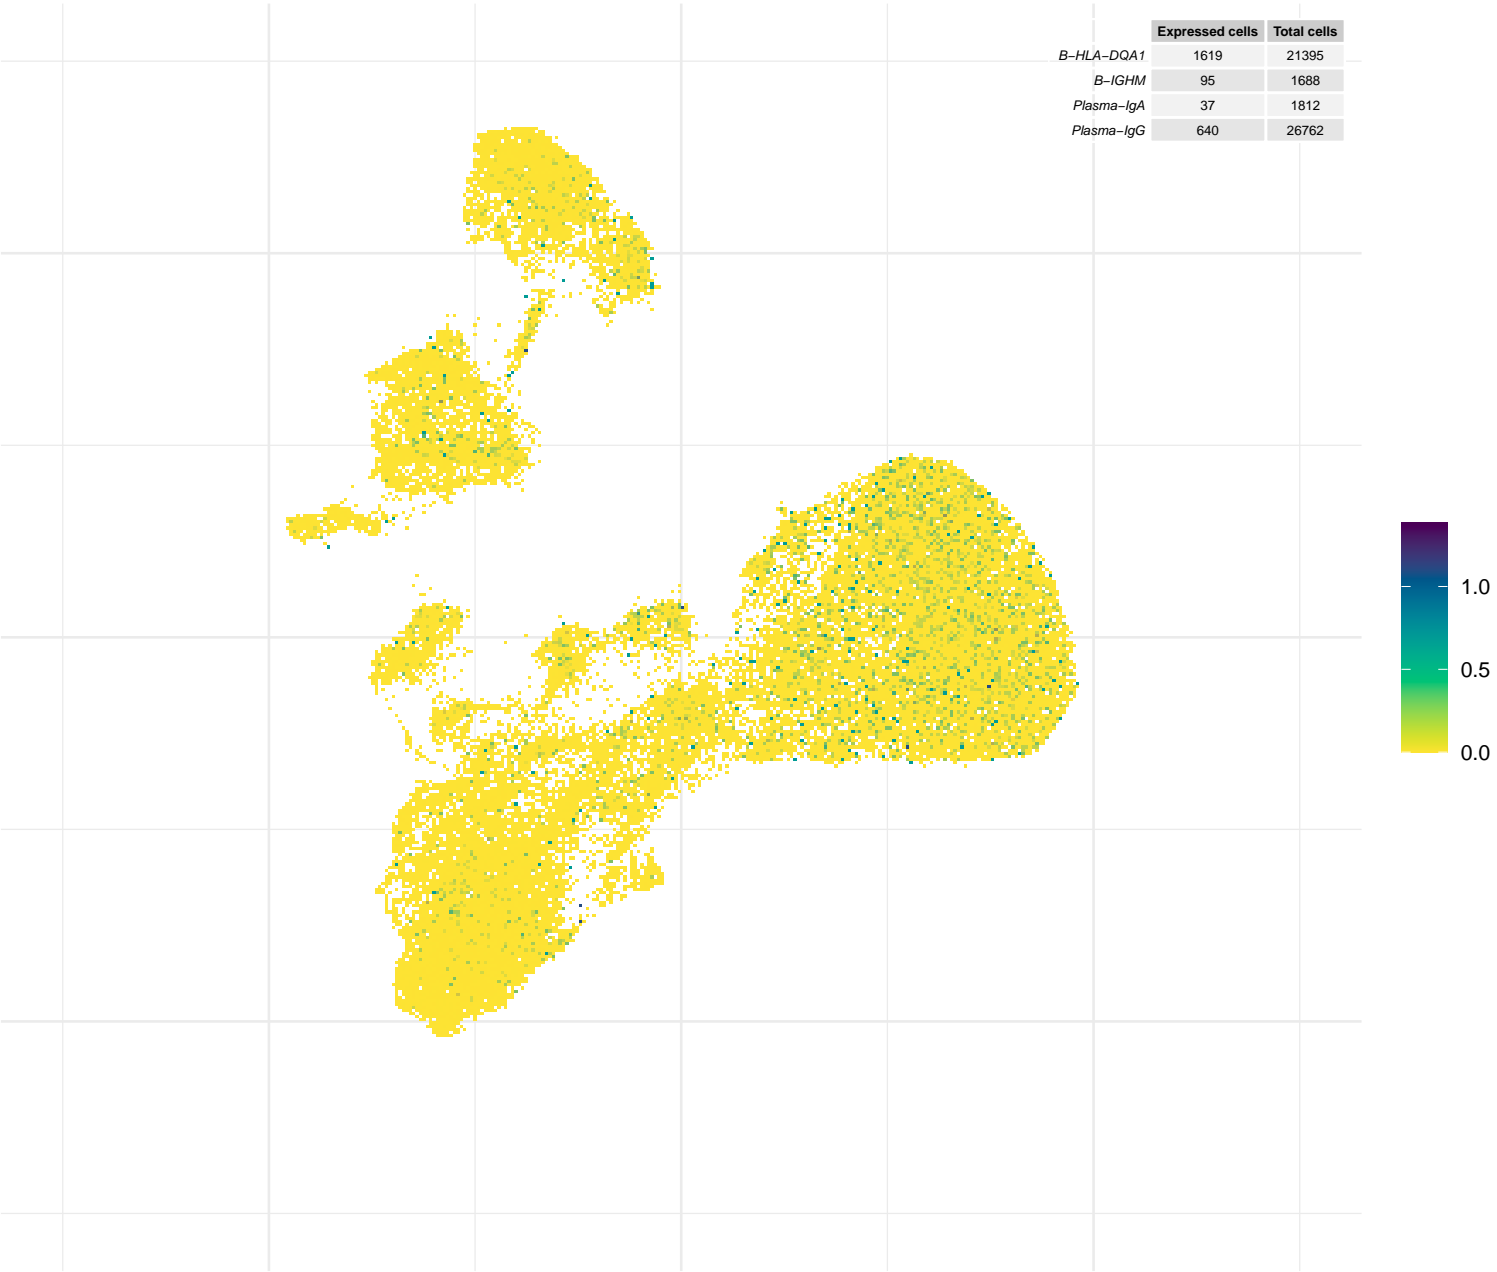 Expressed cells Total cells
B−HLA−DQA1 1619 21395
B−IGHM 95 1688
Plasma−IgA 37 1812
Plasma−IgG 640 26762
1.0
0.5
0.0